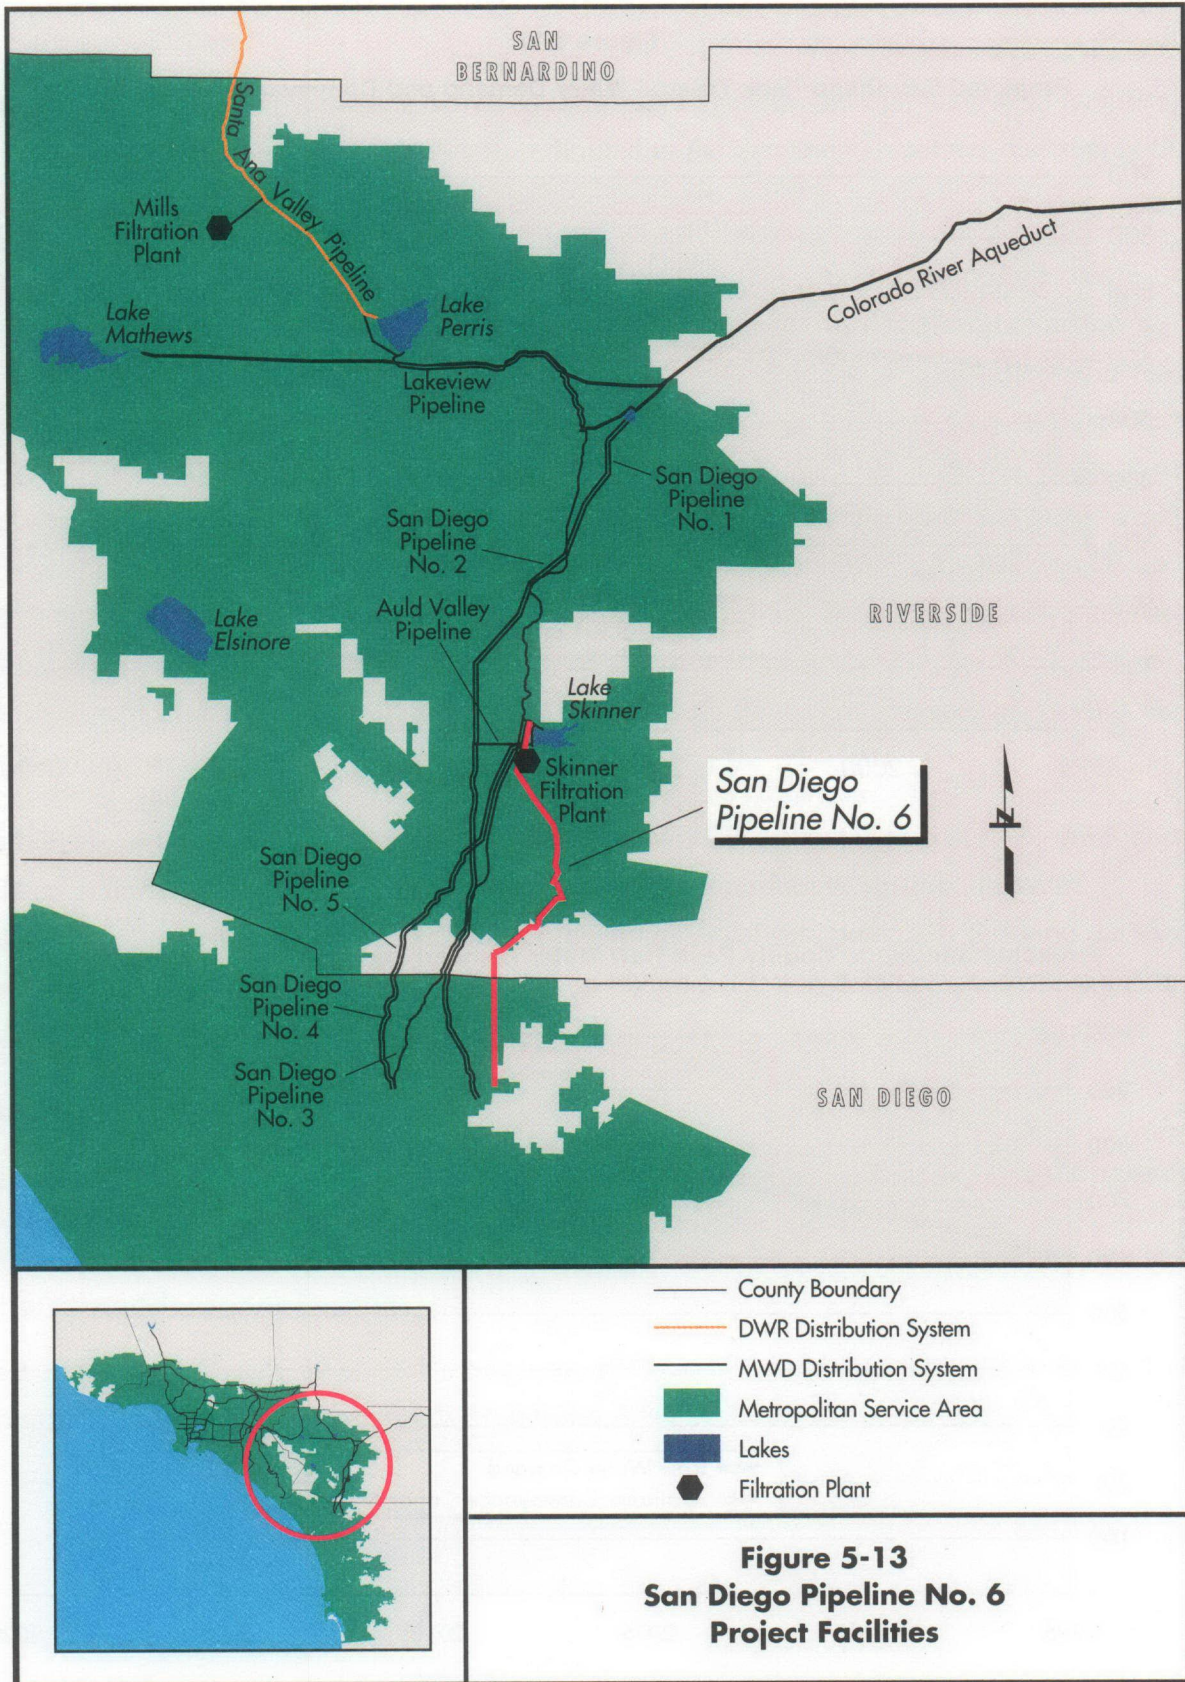 SAN
BERNARDINO
Santa Ana Valley Pipeline
Mills
Filtration
Plant
Colorado River Aqueduct
Lake
Mathews
Lake
Perris
Lakeview
Pipeline
San Diego
Pipeline
No. 1
San Diego
Pipeline
No. 2
Auld Valley
Pipeline
RIVERSIDE
Lake
Elsinore
Lake
Skinner
Skinner
Filtration
Plant
San Diego
Pipeline No. 6
N
San Diego
Pipeline
No. 5
San Diego
Pipeline
No. 4
San Diego
Pipeline
No. 3
SAN DIEGO
County Boundary
DWR Distribution System
MWD Distribution System
Metropolitan Service Area
Lakes
Filtration Plant
Figure 5-13
San Diego Pipeline No. 6
Project Facilities